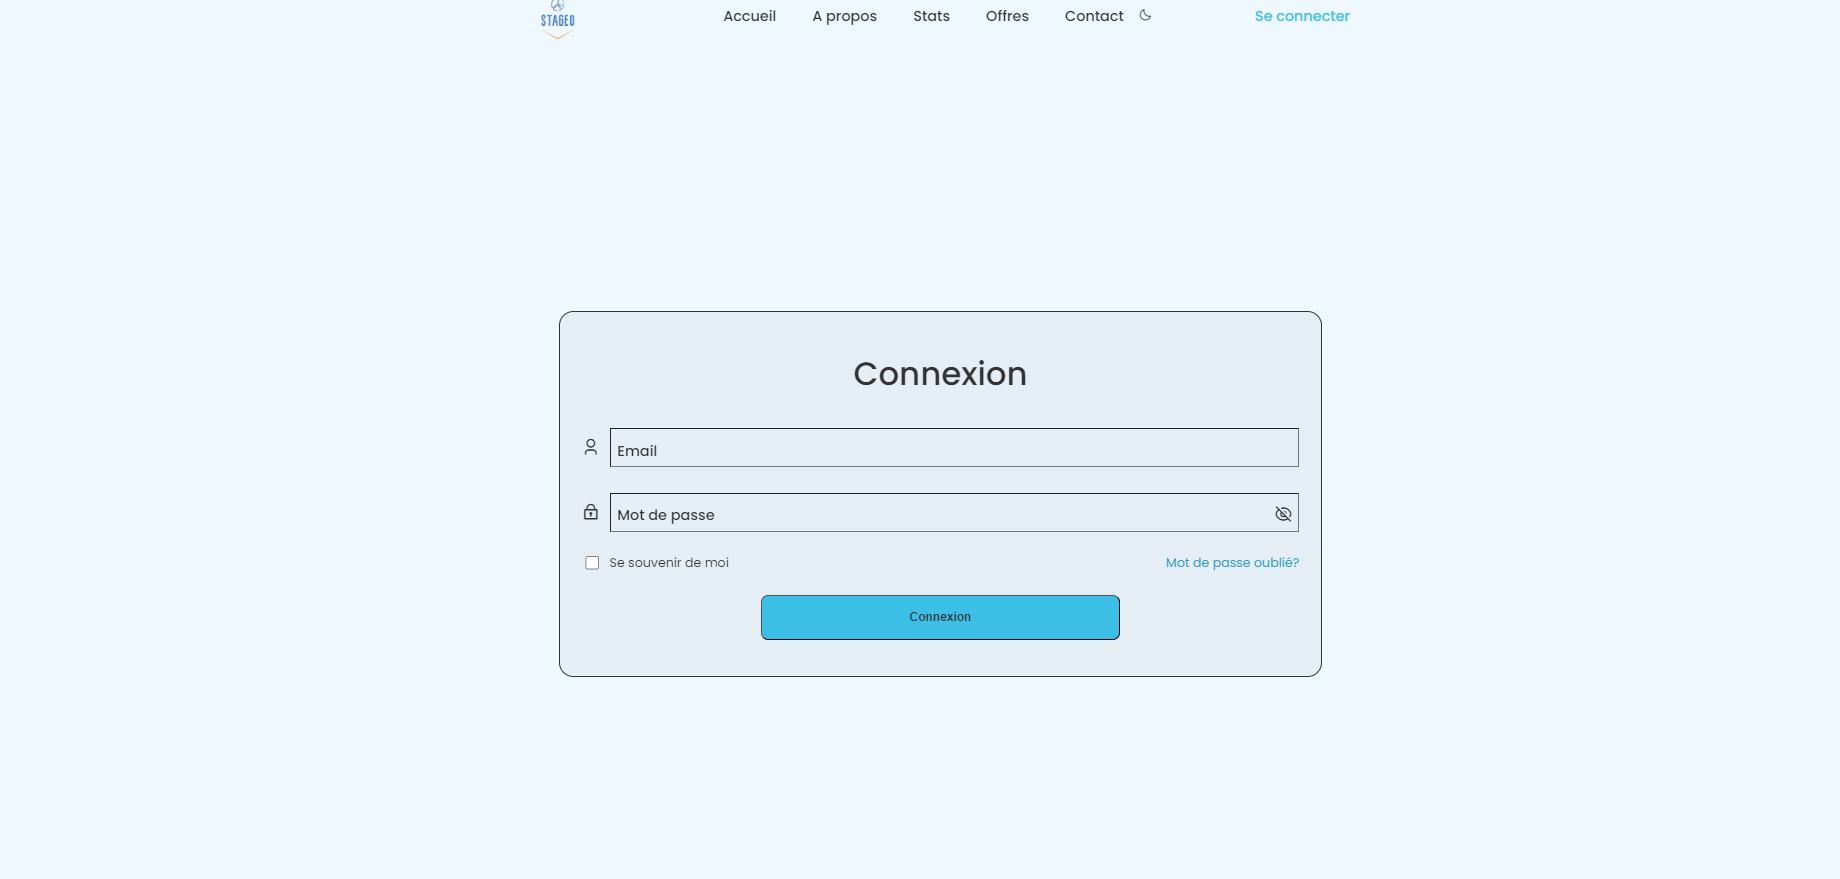 STAGEO
Accueil A propos Stats Offres Contact Se connecter
Connexion
Email
Mot de passe
Se souvenir de moi Mot de passe oublié?
Connexion